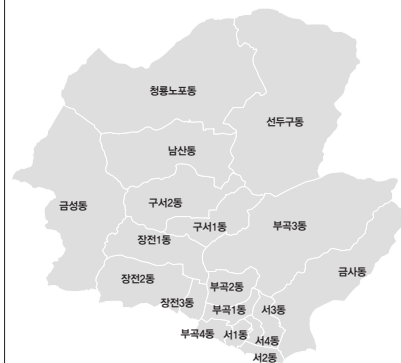 청룡노포동
선두구동
남산동
금성동
구서2동
구서1동
부곡3동
장전1동
금사동
장전2동
부곡2동
장전3동
부곡1동
서3동
부곡4동
서1동
서4동
서2동